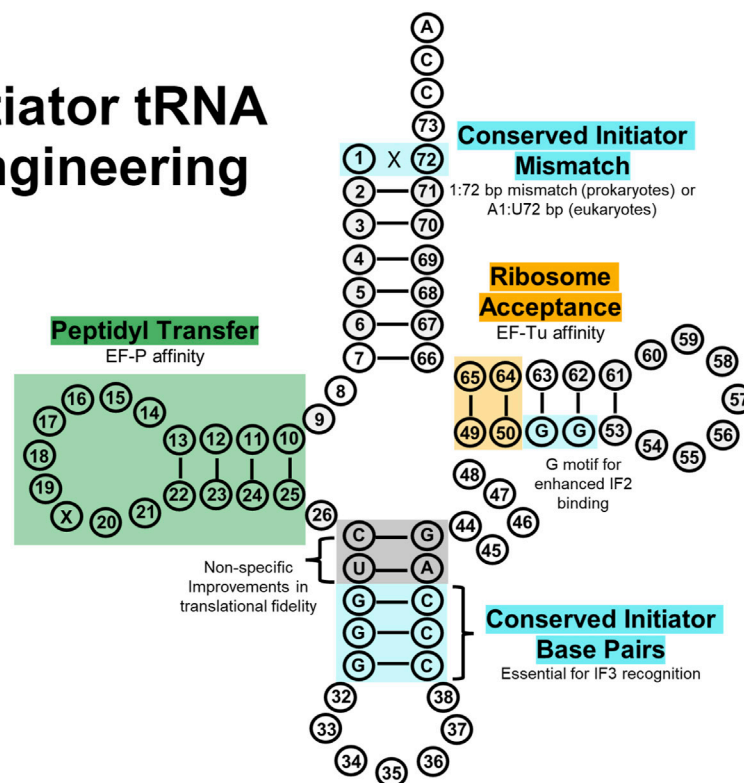 tiator tRNA
ngineering
A
C
C
73
1 X 72
2 71
3 70
4 69
5 68
6 67
7 66
Conserved Initiator
Mismatch
1:72 bp mismatch (prokaryotes) or
A1:U72 bp (eukaryotes)
Ribosome
Acceptance
EF-Tu affinity
Peptidyl Transfer
EF-P affinity
8
9
16 15 14
17
18
19
X 20 21
13 12 11 10
22 23 24 25
26
65 64 63 62 61
49 50 G G 53
60 59 58
57
54 55 56
G motif for
enhanced IF2
binding
48
47
46
44
45
C G
U A
G C
G C
G C
Non-specific
Improvements in
translational fidelity
Conserved Initiator
Base Pairs
Essential for IF3 recognition
32 38
33 37
34 35 36